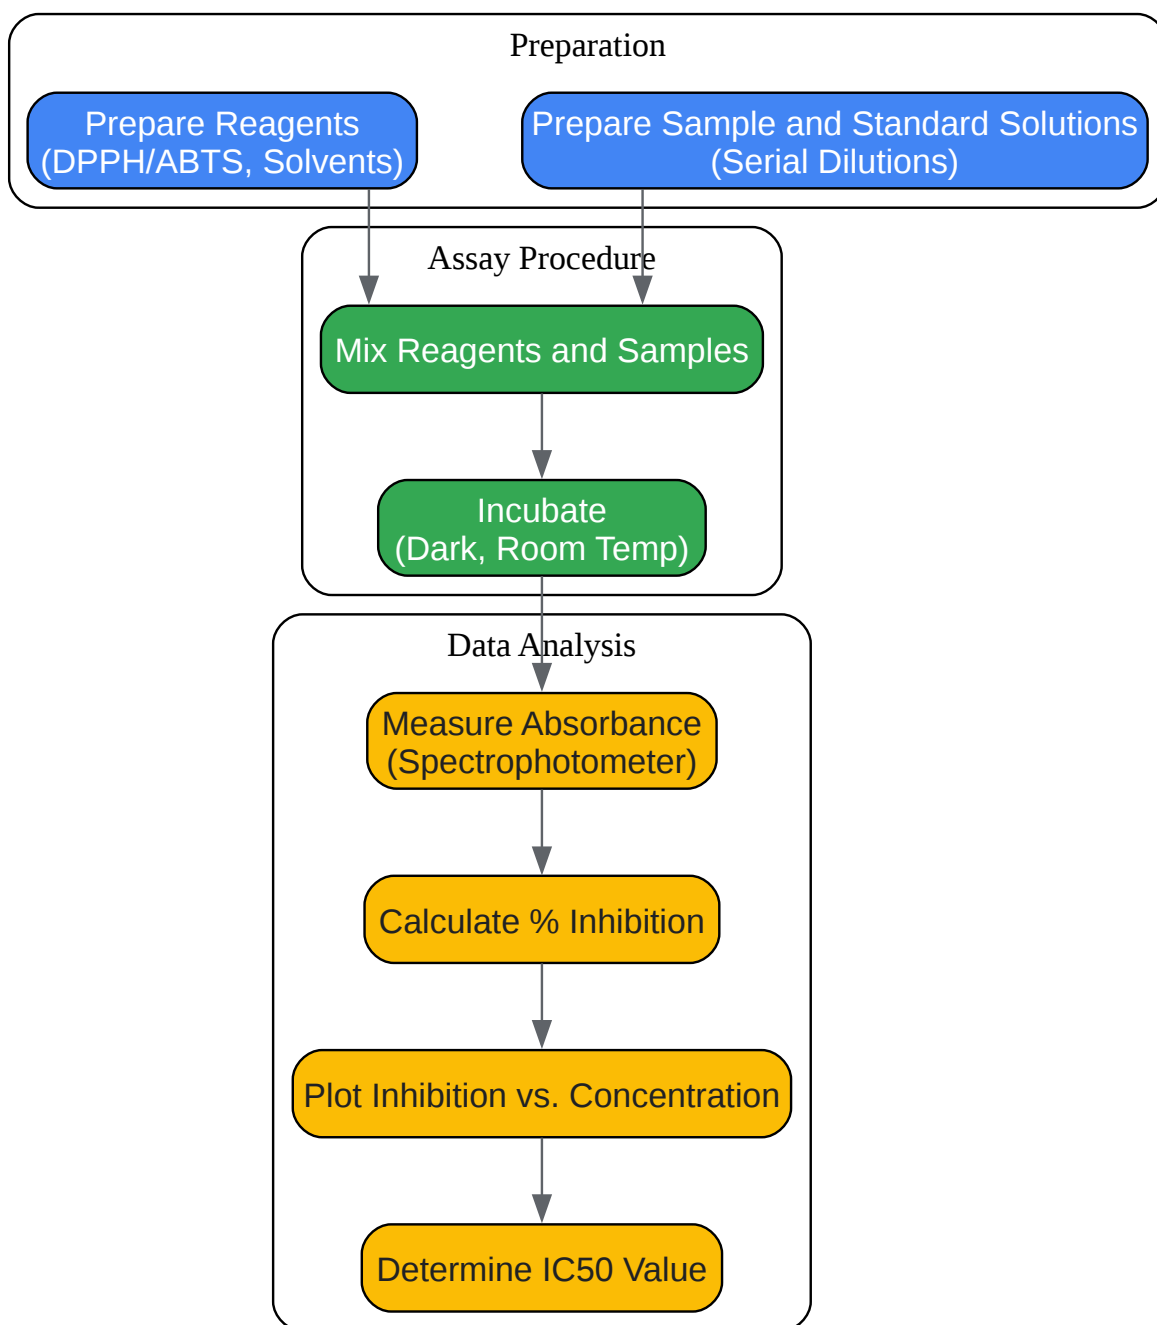 Preparation
Prepare Reagents
(DPPH/ABTS, Solvents)
Prepare Sample and Standard Solutions
(Serial Dilutions)
Assay Procedure
Mix Reagents and Samples
Incubate
(Dark, Room Temp)
Data Analysis
Measure Absorbance
(Spectrophotometer)
Calculate % Inhibition
Plot Inhibition vs. Concentration
Determine IC50 Value